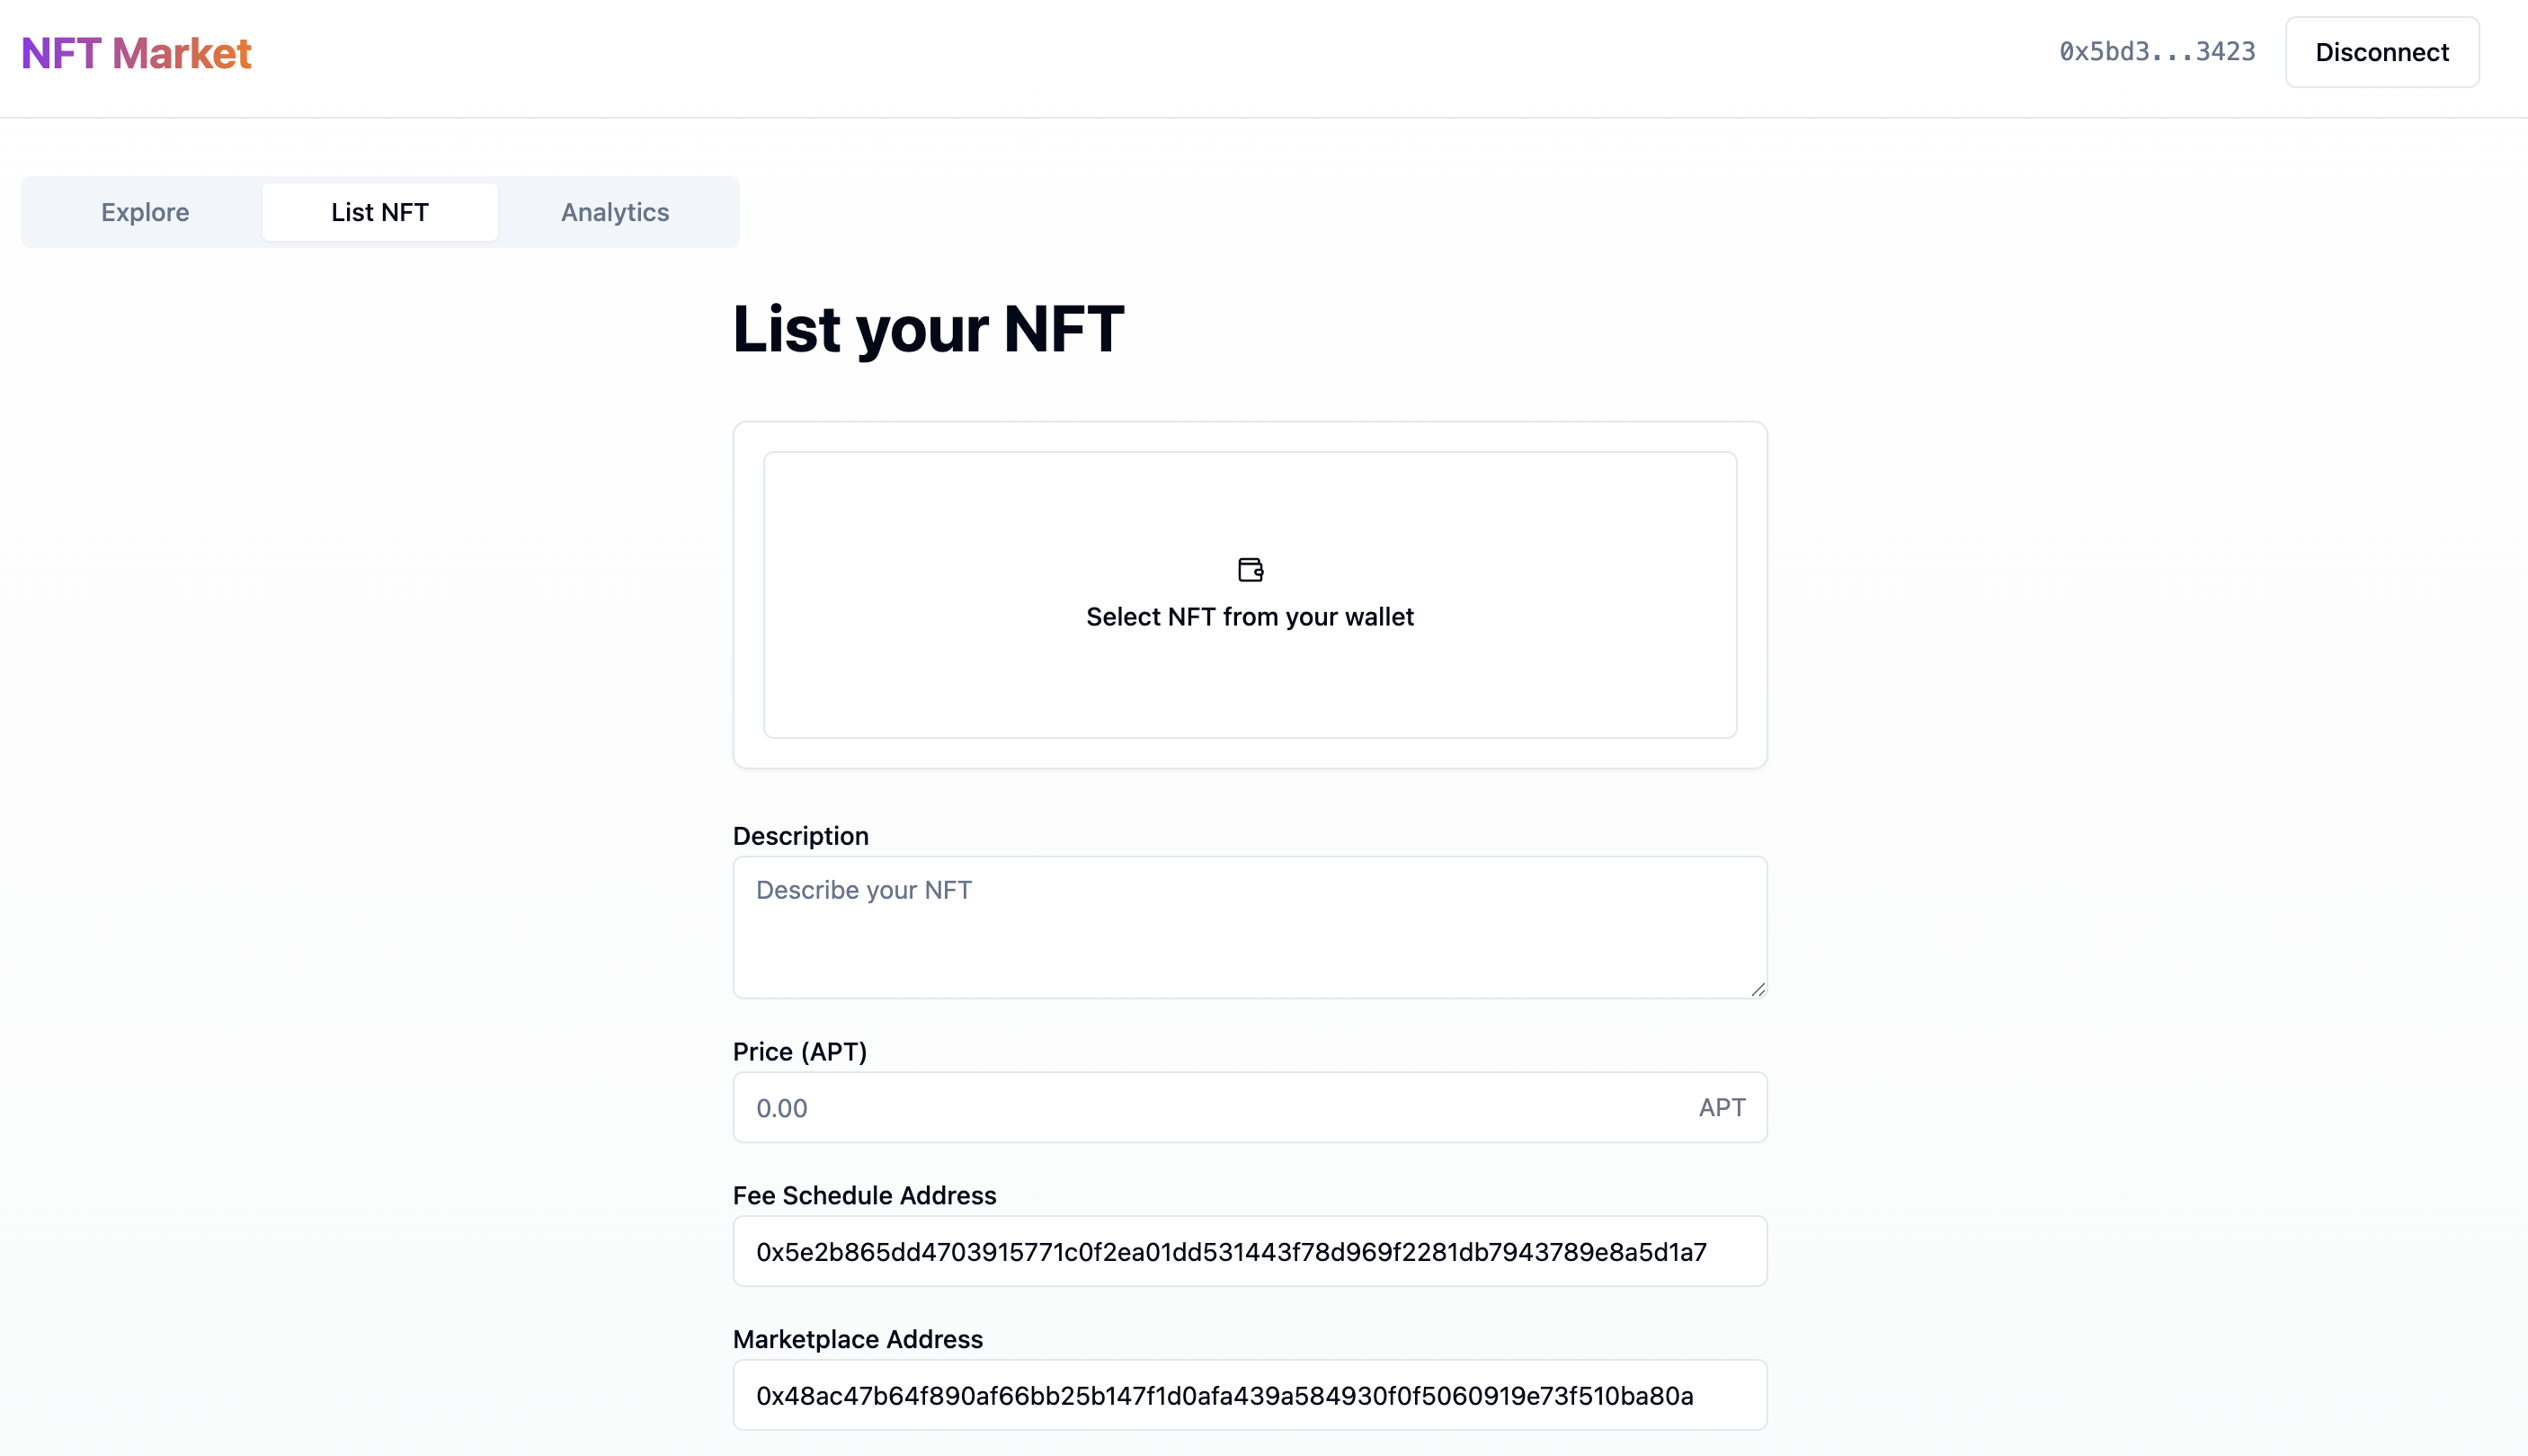 NFT Market
0x5bd3...3423
Disconnect
Explore
List NFT
Analytics
List your NFT
Select NFT from your wallet
Description
Describe your NFT
Price (APT)
0.00
APT
Fee Schedule Address
0x5e2b865dd4703915771c0f2ea01dd531443f78d969f2281db7943789e8a5d1a7
Marketplace Address
0x48ac47b64f890af66bb25b147f1d0afa439a584930f0f5060919e73f510ba80a